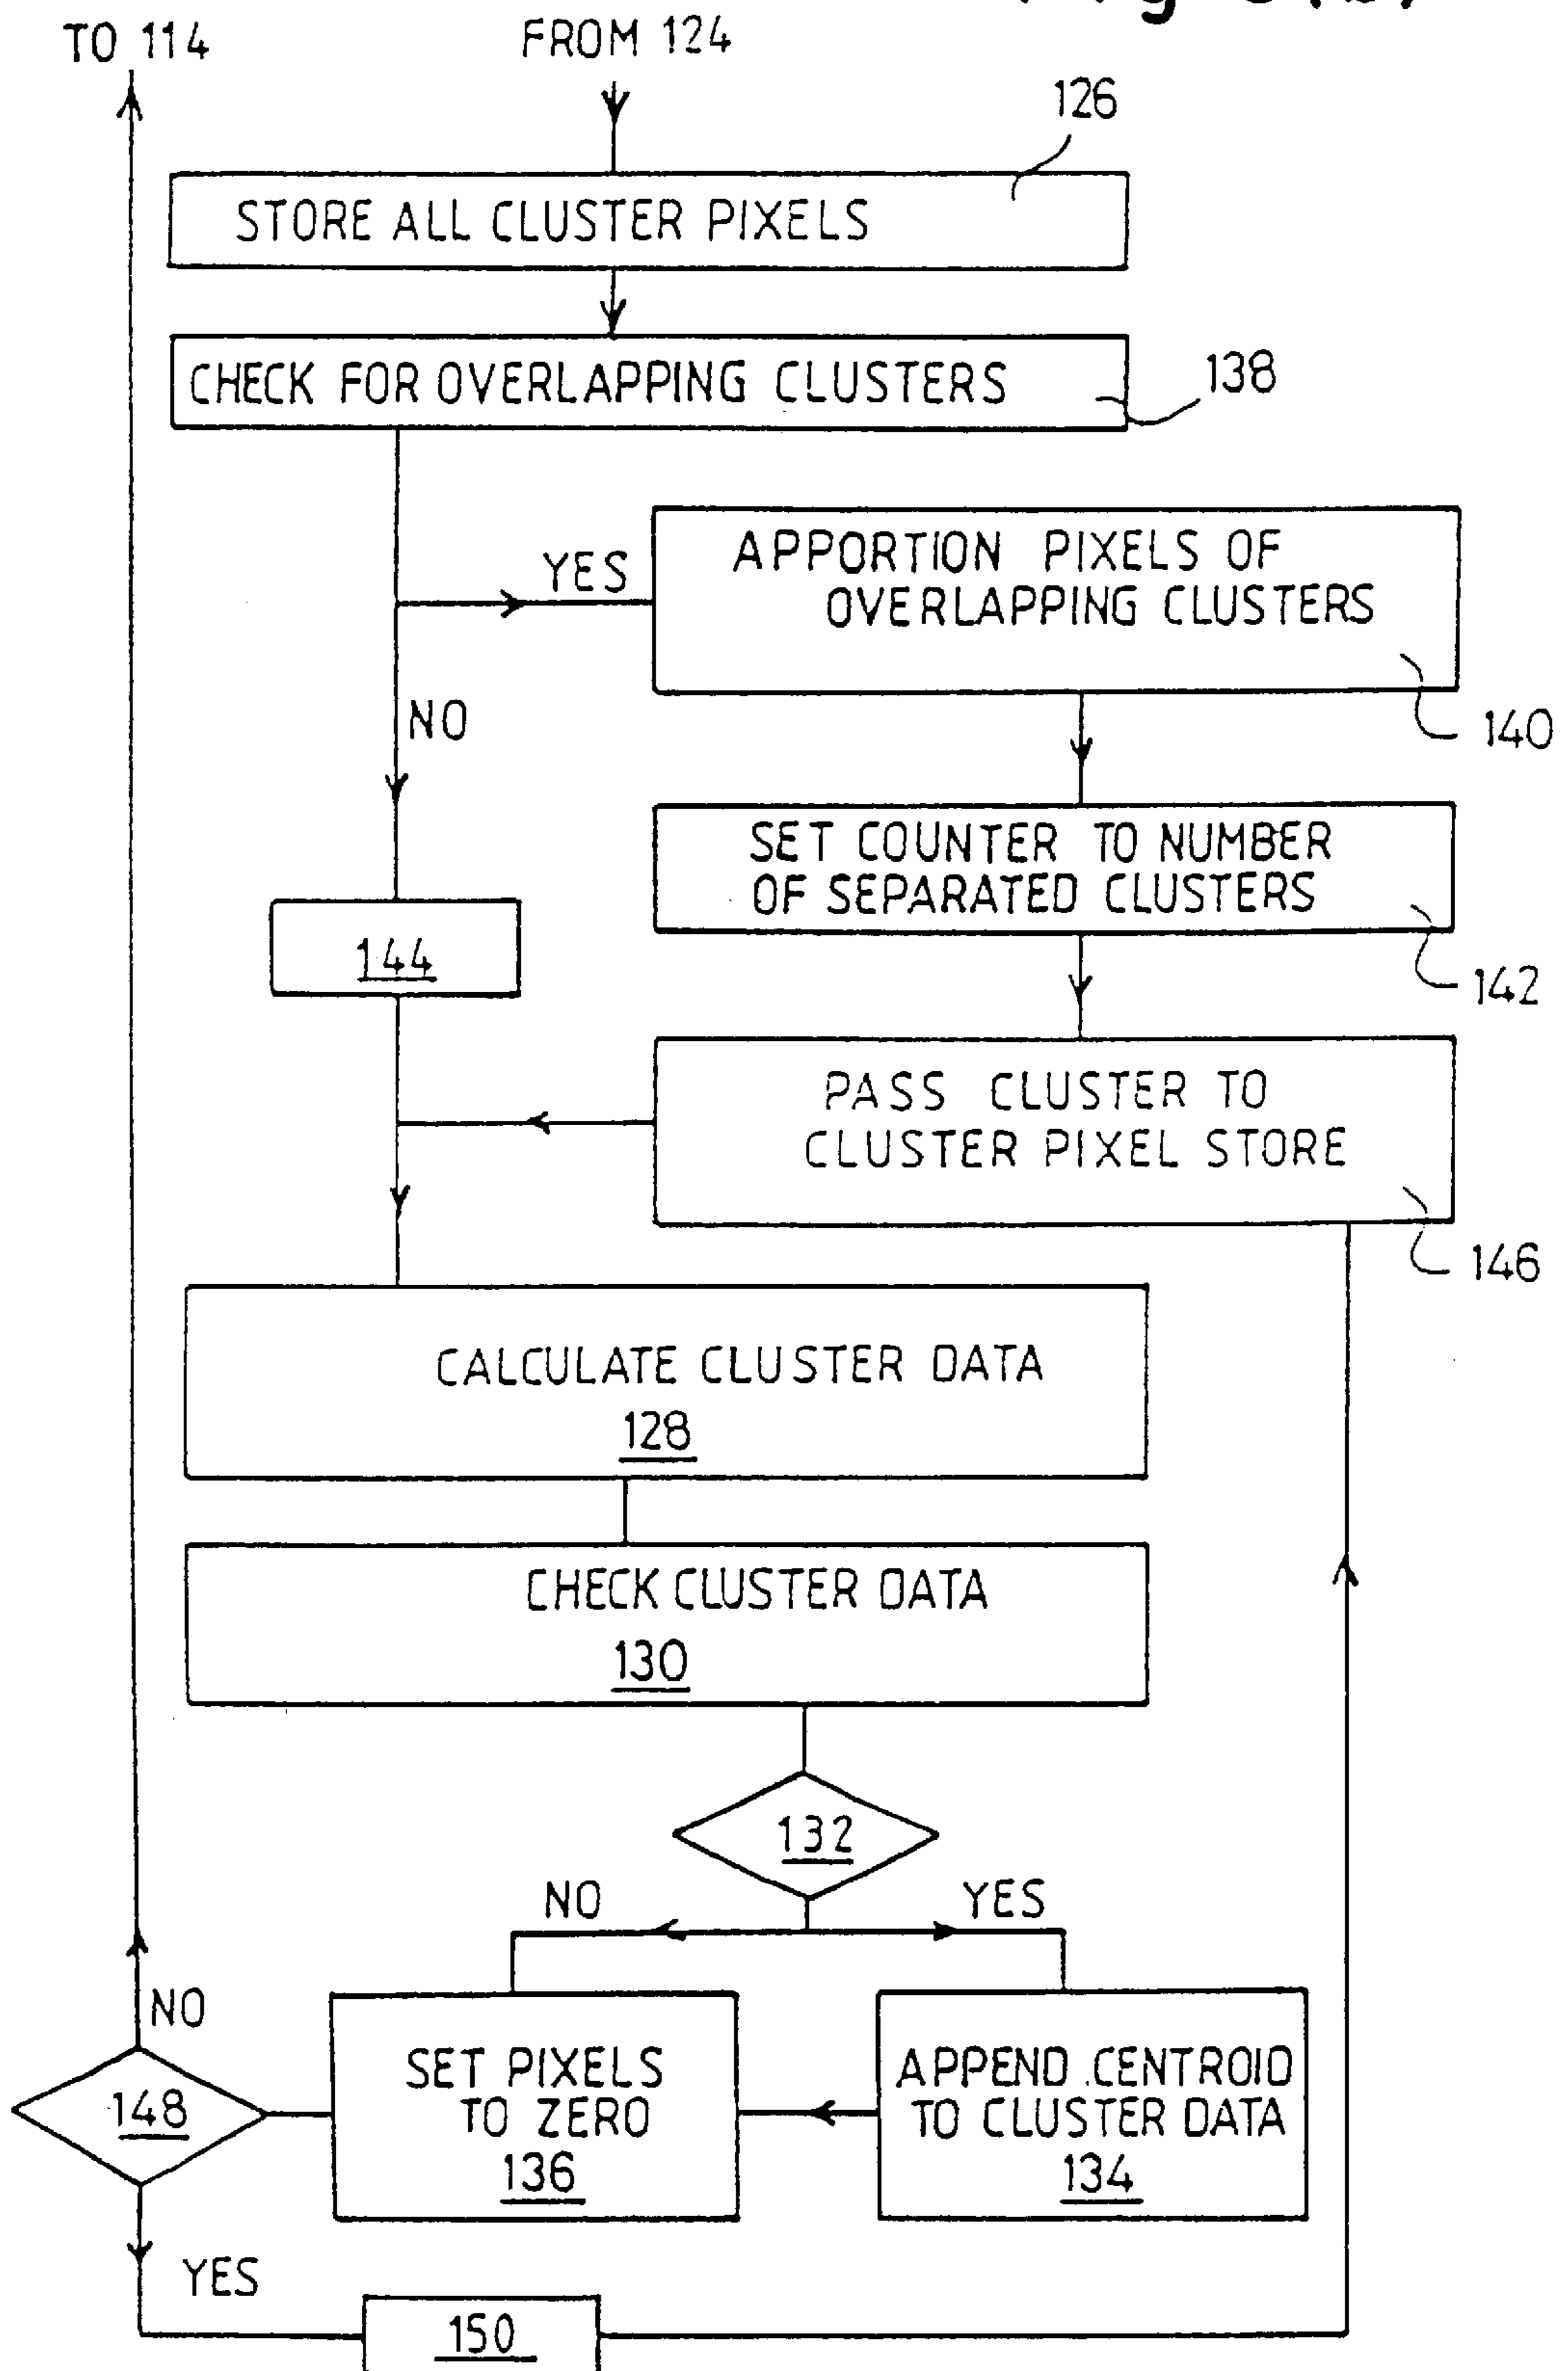 TO 114
FROM 124
126
STORE ALL CLUSTER PIXELS
CHECK FOR OVERLAPPING CLUSTERS
138
YES
APPORTION PIXELS OF
OVERLAPPING CLUSTERS
140
NO
SET COUNTER TO NUMBER
OF SEPARATED CLUSTERS
142
144
PASS CLUSTER TO
CLUSTER PIXEL STORE
146
CALCULATE CLUSTER DATA
128
CHECK CLUSTER DATA
130
132
NO
YES
NO
148
SET PIXELS
TO ZERO
136
APPEND CENTROID
TO CLUSTER DATA
134
YES
150